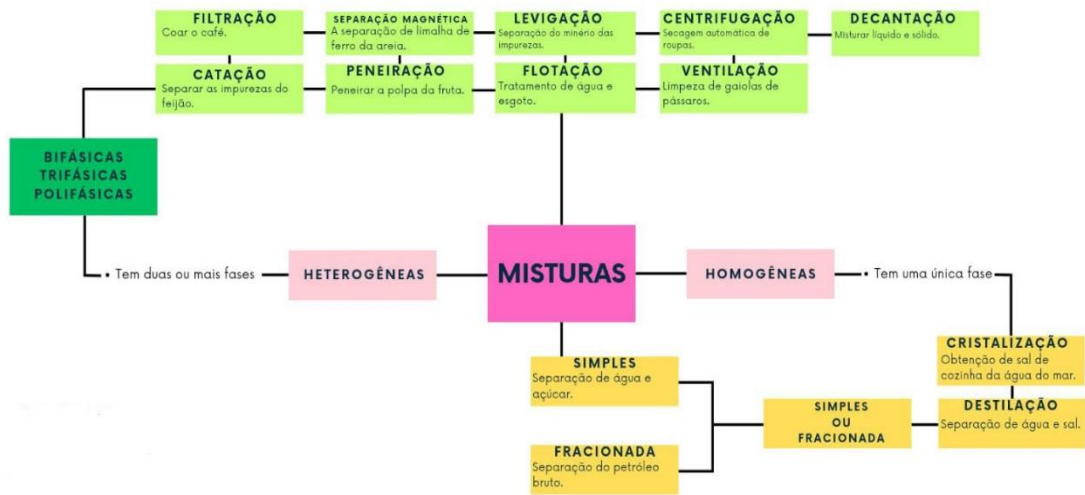 FILTRAÇÃO
Coar o café.
SEPARAÇÃO MAGNÉTICA
A separação de limalha de
ferro da areia.
LEVIGAÇÃO
Separação do minério das
impurezas.
CENTRIFUGAÇÃO
Secagem automática de
roupas.
DECANTAÇÃO
Misturar líquido e sólido.
CATAÇÃO
Separar as impurezas do
feijão.
PENEIRAÇÃO
Peneirar a polpa da fruta.
FLOTAÇÃO
Tratamento de água e
esgoto.
VENTILAÇÃO
Limpeza de gaiolas de
pássaros.
BIFÁSICAS
TRIFÁSICAS
POLIFÁSICAS
• Tem duas ou mais fases
HETEROGÊNEAS
MISTURAS
HOMOGÊNEAS
• Tem uma única fase
CRISTALIZAÇÃO
Obtenção de sal de
cozinha da água do mar.
SIMPLES
Separação de água e
açúcar.
SIMPLES
OU
FRACIONADA
DESTILAÇÃO
Separação de água e sal.
FRACIONADA
Separação do petróleo
bruto.